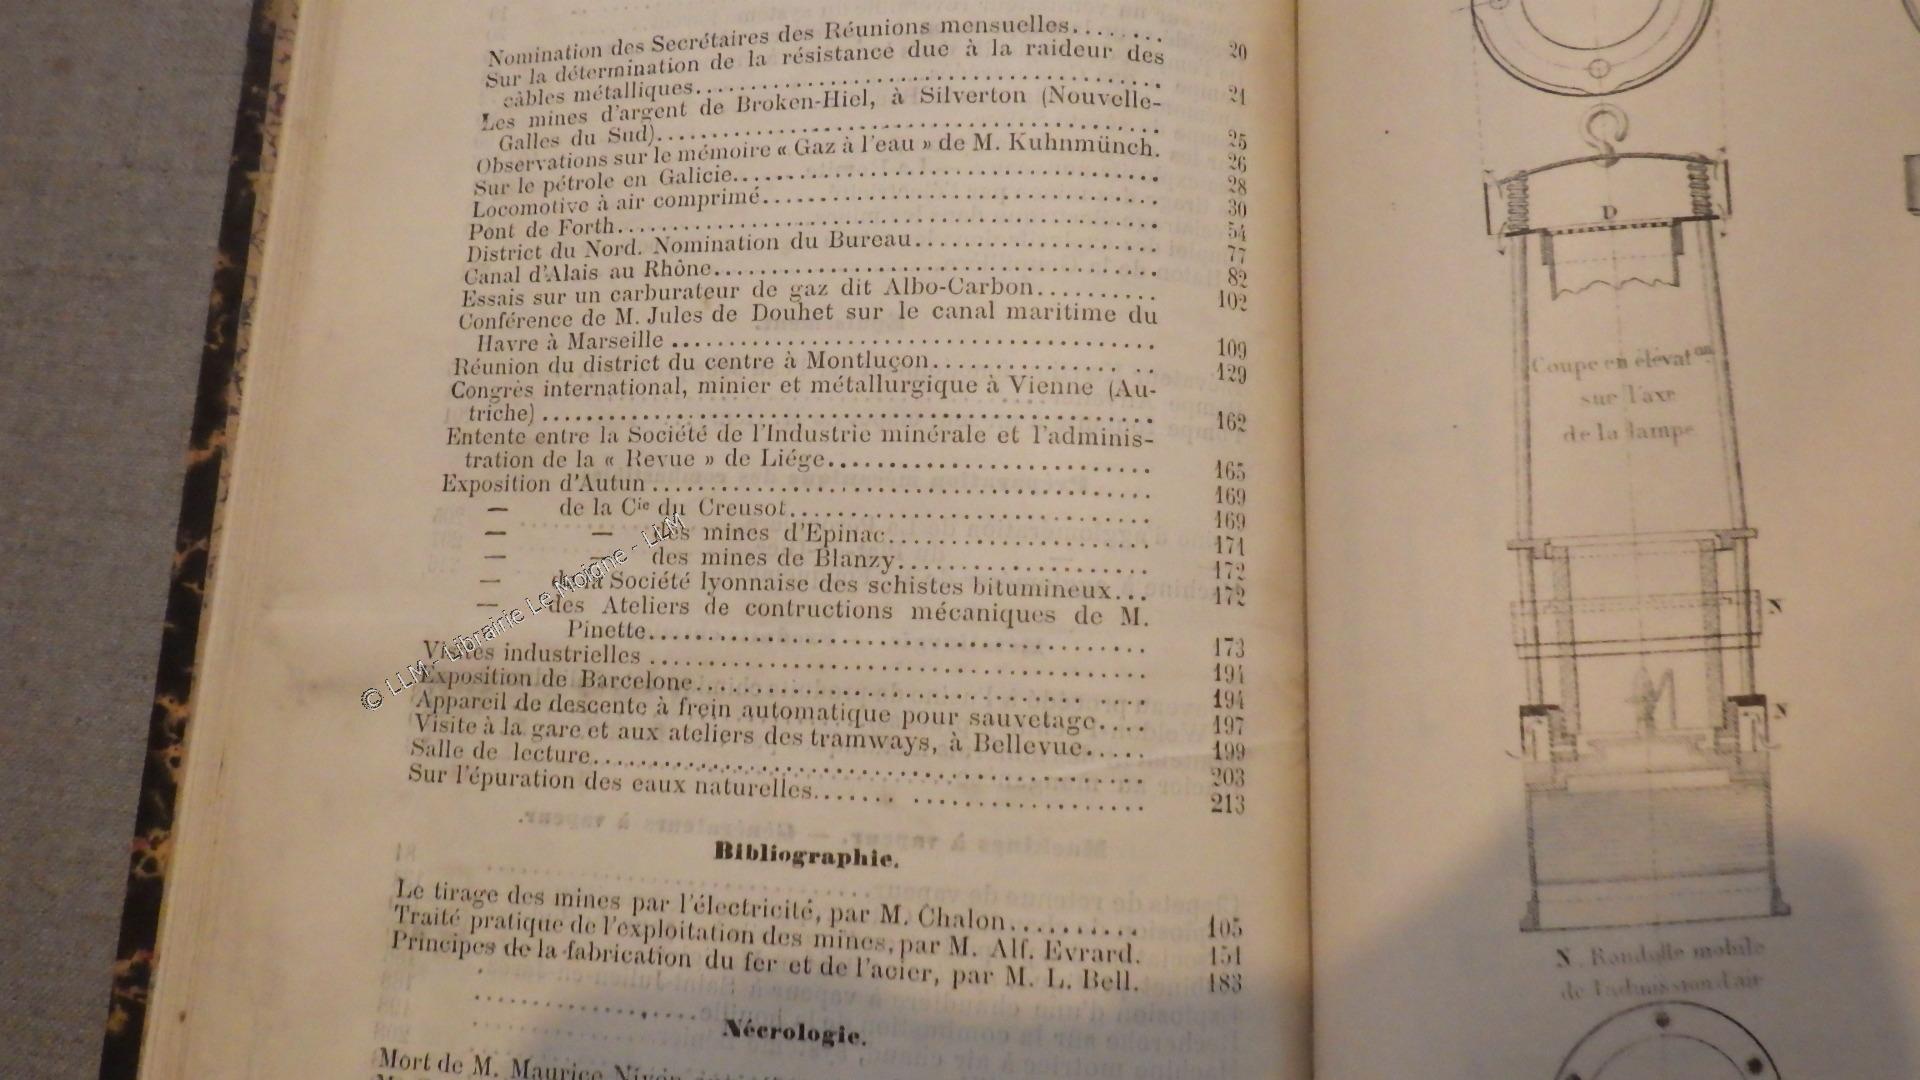 Nomination des Secrétaires des Réunions mensuelles........ 20
Sur la détermination de la résistance due à la raideur des
câbles métalliques........ 21
Les mines d'argent de Broken-Hiel, à Silverton (Nouvelle-
Galles du Sud)........ 25
Observations sur le mémoire « Gaz à l'eau » de M. Kuhnmünch. 26
Sur le pétrole en Galicie........ 28
Locomotive à air comprimé........ 30
Pont de Forth........ 54
District du Nord. Nomination du Bureau........ 77
Canal d'Alais au Rhône........ 82
Essais sur un carburateur de gaz dit Albo-Carbon........ 102
Conférence de M. Jules de Douhet sur le canal maritime du
Havre à Marseille ........ 109
Réunion du district du centre à Montluçon........ 129
Congrès international, minier et métallurgique à Vienne (Au-
triche) ........ 162
Entente entre la Société de l'Industrie minérale et l'adminis-
tration de la « Revue » de Liége........ 165
Exposition d'Autun ........ 169
— de la Cie du Creusot........ 169
— — des mines d'Epinac........ 171
— — des mines de Blanzy........ 172
— de la Société lyonnaise des schistes bitumineux... 172
— des Ateliers de contructions mécaniques de M.
Pinette........ 173
Visites industrielles ........ 194
Exposition de Barcelone........ 194
Appareil de descente à frein automatique pour sauvetage.... 197
Visite à la gare et aux ateliers des tramways, à Bellevue..... 199
Salle de lecture........ 203
Sur l'épuration des eaux naturelles........ 213
Bibliographie.
Le tirage des mines par l'électricité, par M. Chalon.......... 105
Traité pratique de l'exploitation des mines, par M. Alf. Evrard. 151
Principes de la fabrication du fer et de l'acier, par M. L. Bell. 183
Nécrologie.
Mort de M. Maurice
© LLM - Librairie Le Moigne - LLM
D
Coupe en élévaton
sur l'axe
de la lampe
N
N
N. Rondelle mobile
de l'admission d'air